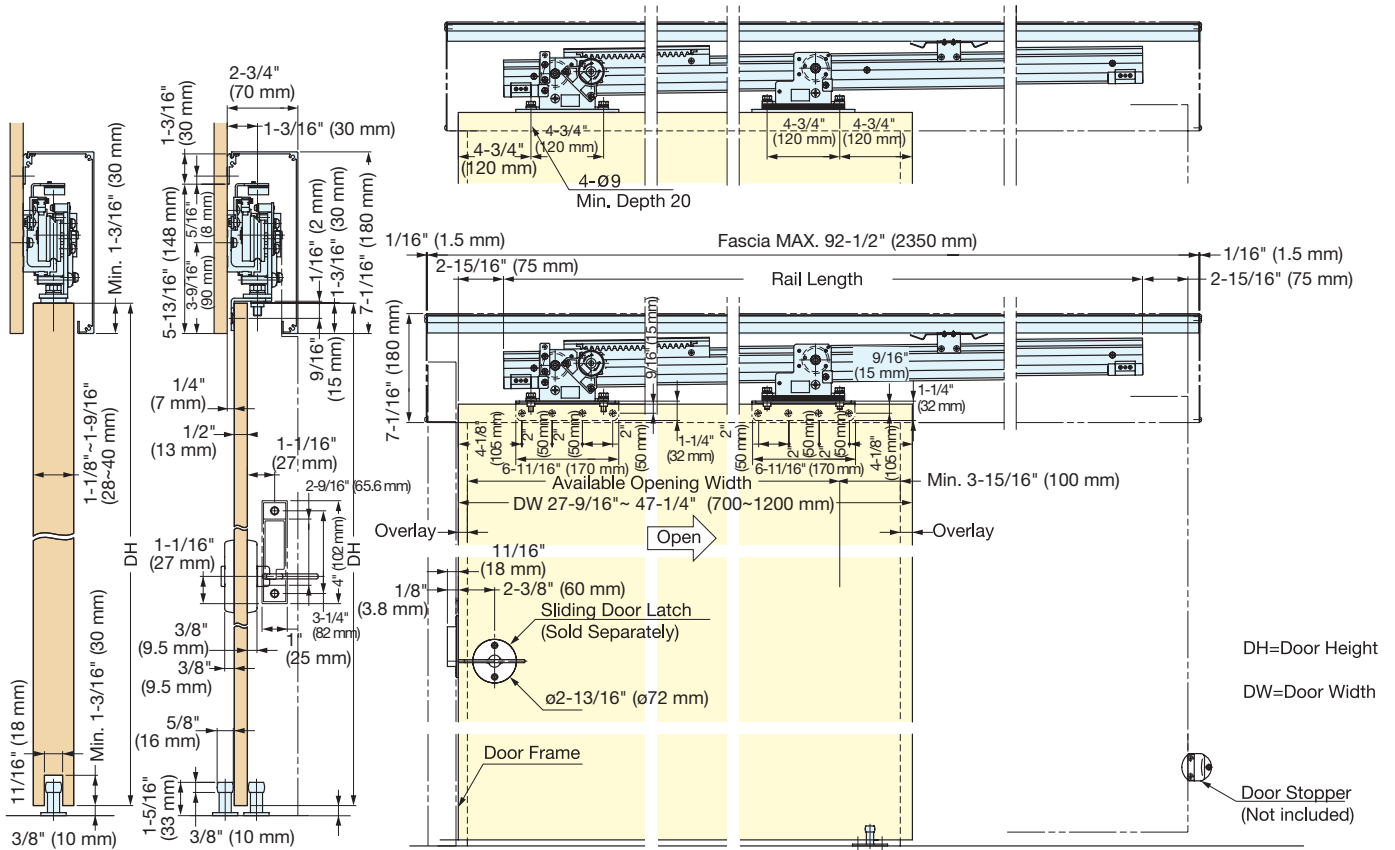 2-3/4"
(70 mm)
1-3/16"
(30 mm)
1-3/16" (30 mm)
Min. 1-3/16" (30 mm)
5-13/16" (148 mm)
5/16"
(8 mm)
3-9/16"
(90 mm)
1/16" (2 mm)
1-3/16" (30 mm)
7-1/16" (180 mm)
9/16"
(15 mm)
1/4"
(7 mm)
1/2"
(13 mm)
1-1/8"~1-9/16"
(28~40 mm)
1-1/16"
(27 mm)
2-9/16" (65.6 mm)
DH
1-1/16"
(27 mm)
4" (102 mm)
DH
3-1/4"
(82 mm)
1"
(25 mm)
3/8"
(9.5 mm)
3/8"
(9.5 mm)
5/8"
(16 mm)
11/16" (18 mm)
Min. 1-3/16" (30 mm)
1-5/16"
(33 mm)
3/8" (10 mm)
3/8" (10 mm)
4-3/4"
(120 mm)
4-3/4"
(120 mm)
4-3/4"
(120 mm)
4-3/4"
(120 mm)
4-Ø9
Min. Depth 20
1/16" (1.5 mm)
Fascia MAX. 92-1/2" (2350 mm)
1/16" (1.5 mm)
2-15/16" (75 mm)
Rail Length
2-15/16" (75 mm)
7-1/16" (180 mm)
9/16" (15 mm)
9/16"
(15 mm)
1-1/4"
(32 mm)
4-1/8"
(105 mm)
2"
(50 mm)
2"
(50 mm)
2"
(50 mm)
1-1/4"
(32 mm)
2"
(50 mm)
2"
(50 mm)
2"
(50 mm)
4-1/8"
(105 mm)
6-11/16" (170 mm)
6-11/16" (170 mm)
Available Opening Width
Min. 3-15/16" (100 mm)
DW 27-9/16"~ 47-1/4" (700~1200 mm)
Overlay
Open
Overlay
11/16"
(18 mm)
1/8"
(3.8 mm)
2-3/8" (60 mm)
Sliding Door Latch
(Sold Separately)
ø2-13/16" (ø72 mm)
DH=Door Height
DW=Door Width
Door Frame
Door Stopper
(Not included)